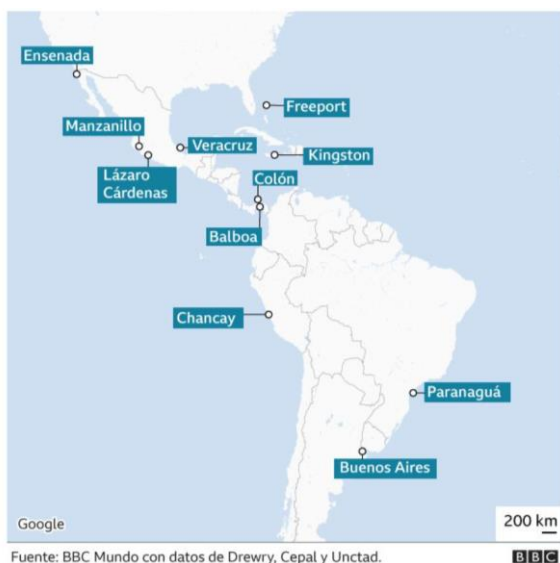 Ensenada
Freeport
Manzanillo
Veracruz
Kingston
Lázaro
Cárdenas
Colón
Balboa
Chancay
Paranaguá
Buenos Aires
Google
200 km
Fuente: BBC Mundo con datos de Drewry, Cepal y Unctad.
BBC